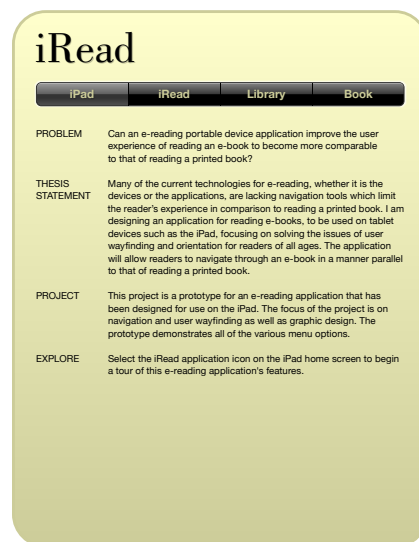 iRead
iPad iRead Library Book
PROBLEM Can an e-reading portable device application improve the user
experience of reading an e-book to become more comparable
to that of reading a printed book?
THESIS Many of the current technologies for e-reading, whether it is the
STATEMENT devices or the applications, are lacking navigation tools which limit
the reader's experience in comparison to reading a printed book. I am
designing an application for reading e-books, to be used on tablet
devices such as the iPad, focusing on solving the issues of user
wayfinding and orientation for readers of all ages. The application
will allow readers to navigate through an e-book in a manner parallel
to that of reading a printed book.
PROJECT This project is a prototype for an e-reading application that has
been designed for use on the iPad. The focus of the project is on
navigation and user wayfinding as well as graphic design. The
prototype demonstrates all of the various menu options.
EXPLORE Select the iRead application icon on the iPad home screen to begin
a tour of this e-reading application's features.